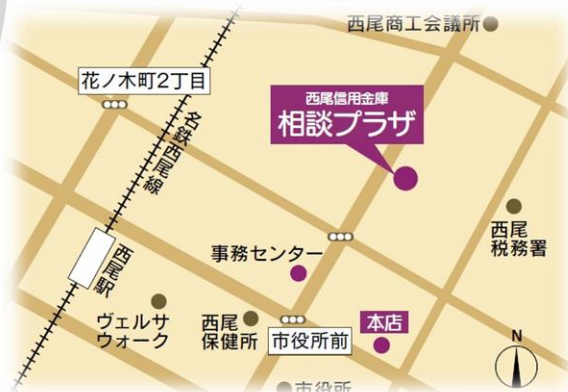 西尾商工会議所
花ノ木町2丁目
西尾信用金庫
相談プラザ
名鉄西尾線
西尾
税務署
事務センター
西尾駅
ヴェルサ
ウォーク
西尾
保健所
市役所前
本店
N
市役所